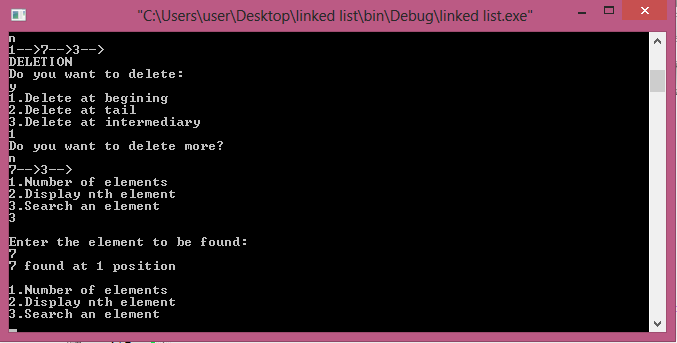 "C:\Users\user\Desktop\linked list\bin\Debug\linked list.exe"
n
1-->7-->3-->
DELETION
Do you want to delete:
y
1.Delete at begining
2.Delete at tail
3.Delete at intermediary
1
Do you want to delete more?
n
7-->3-->
1.Number of elements
2.Display nth element
3.Search an element
3
Enter the element to be found:
7
7 found at 1 position
1.Number of elements
2.Display nth element
3.Search an element